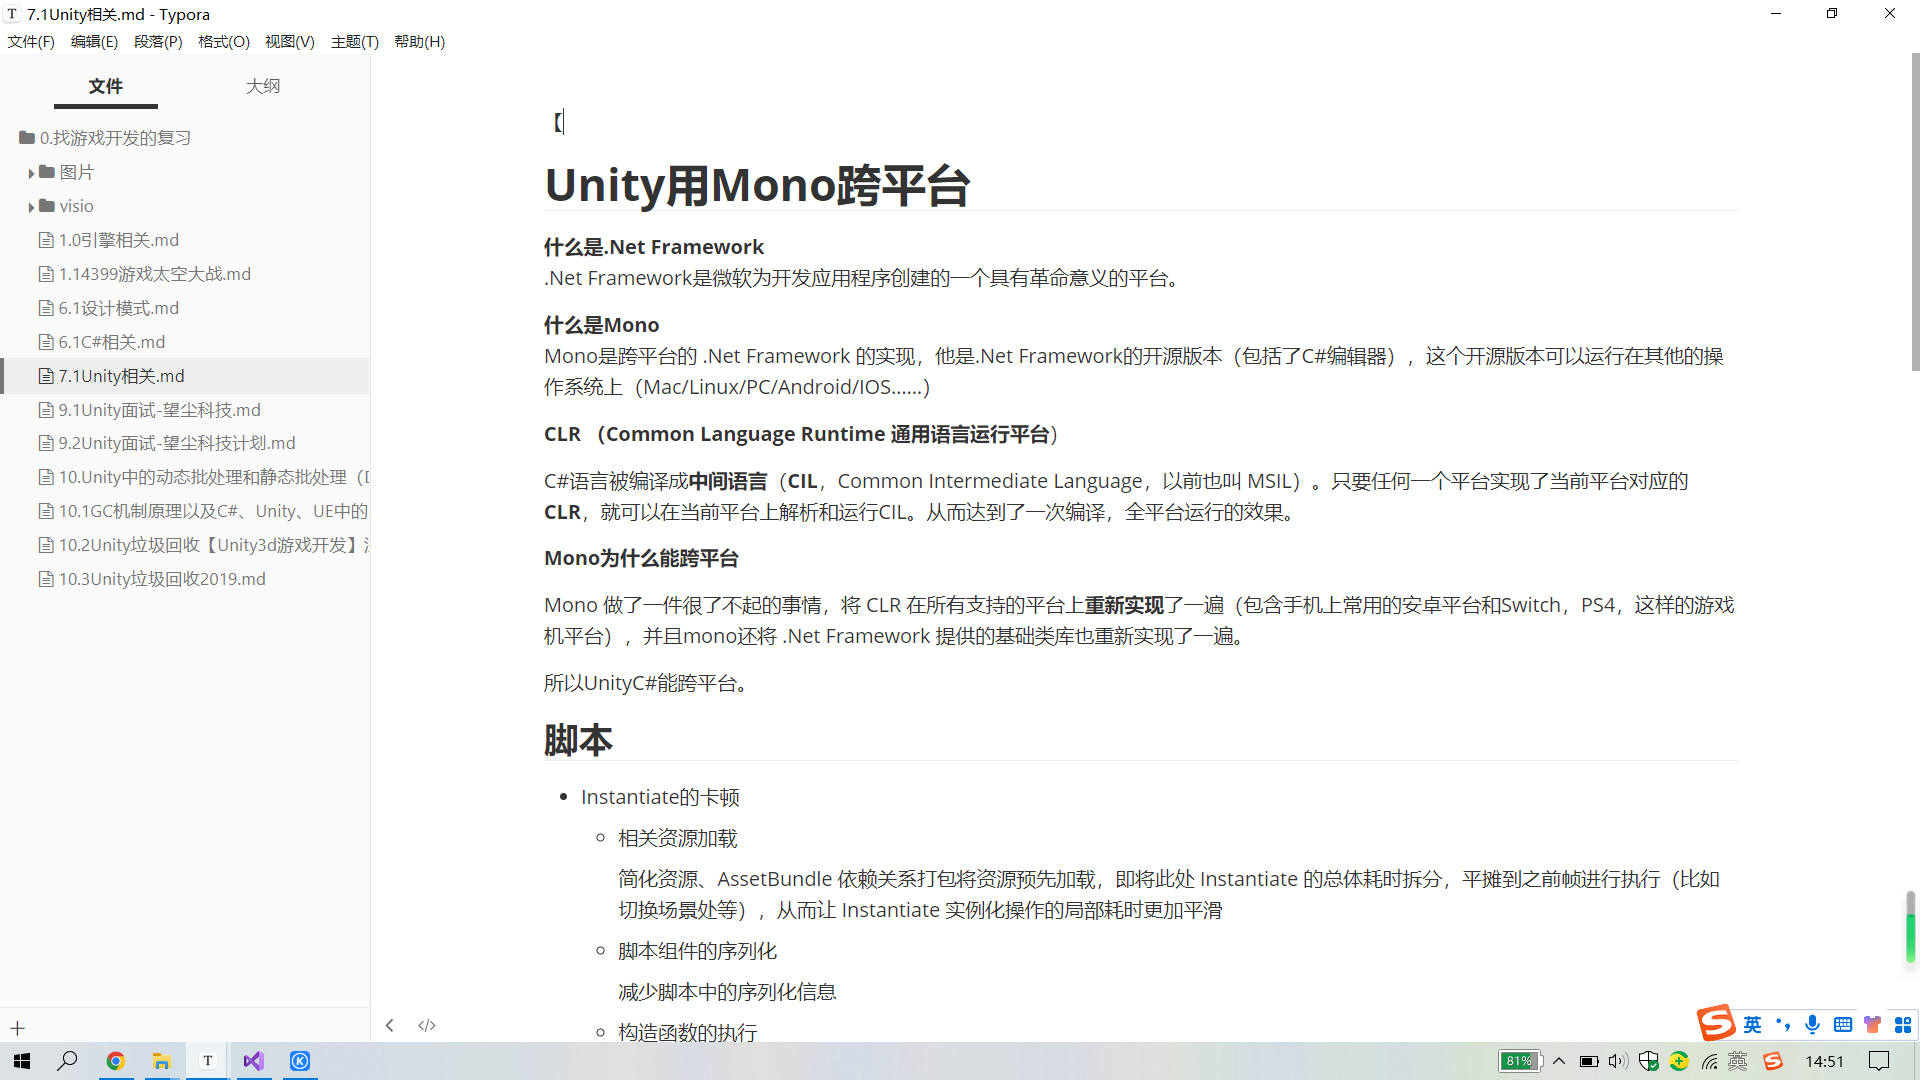 7.1Unity相关.md - Typora
文件(F) 编辑(E) 段落(P) 格式(O) 视图(V) 主题(T) 帮助(H)
文件 大纲
0.找游戏开发的复习
图片
visio
1.0引擎相关.md
1.14399游戏太空大战.md
6.1设计模式.md
6.1C#相关.md
7.1Unity相关.md
9.1Unity面试-望尘科技.md
9.2Unity面试-望尘科技计划.md
10.Unity中的动态批处理和静态批处理（
10.1GC机制原理以及C#、Unity、UE中的
10.2Unity垃圾回收【Unity3d游戏开发】
10.3Unity垃圾回收2019.md
【
Unity用Mono跨平台
什么是.Net Framework
.Net Framework是微软为开发应用程序创建的一个具有革命意义的平台。
什么是Mono
Mono是跨平台的 .Net Framework 的实现，他是.Net Framework的开源版本（包括了C#编辑器），这个开源版本可以运行在其他的操
作系统上（Mac/Linux/PC/Android/IOS......）
CLR （Common Language Runtime 通用语言运行平台）
C#语言被编译成中间语言（CIL，Common Intermediate Language，以前也叫 MSIL）。只要任何一个平台实现了当前平台对应的
CLR，就可以在当前平台上解析和运行CIL。从而达到了一次编译，全平台运行的效果。
Mono为什么能跨平台
Mono 做了一件很了不起的事情，将 CLR 在所有支持的平台上重新实现了一遍（包含手机上常用的安卓平台和Switch，PS4，这样的游戏
机平台），并且mono还将 .Net Framework 提供的基础类库也重新实现了一遍。
所以UnityC#能跨平台。
脚本
Instantiate的卡顿
相关资源加载
简化资源、AssetBundle 依赖关系打包将资源预先加载，即将此处 Instantiate 的总体耗时拆分，平摊到之前帧进行执行（比如
切换场景处等），从而让 Instantiate 实例化操作的局部耗时更加平滑
脚本组件的序列化
减少脚本中的序列化信息
构造函数的执行
英
81% 英 14:51